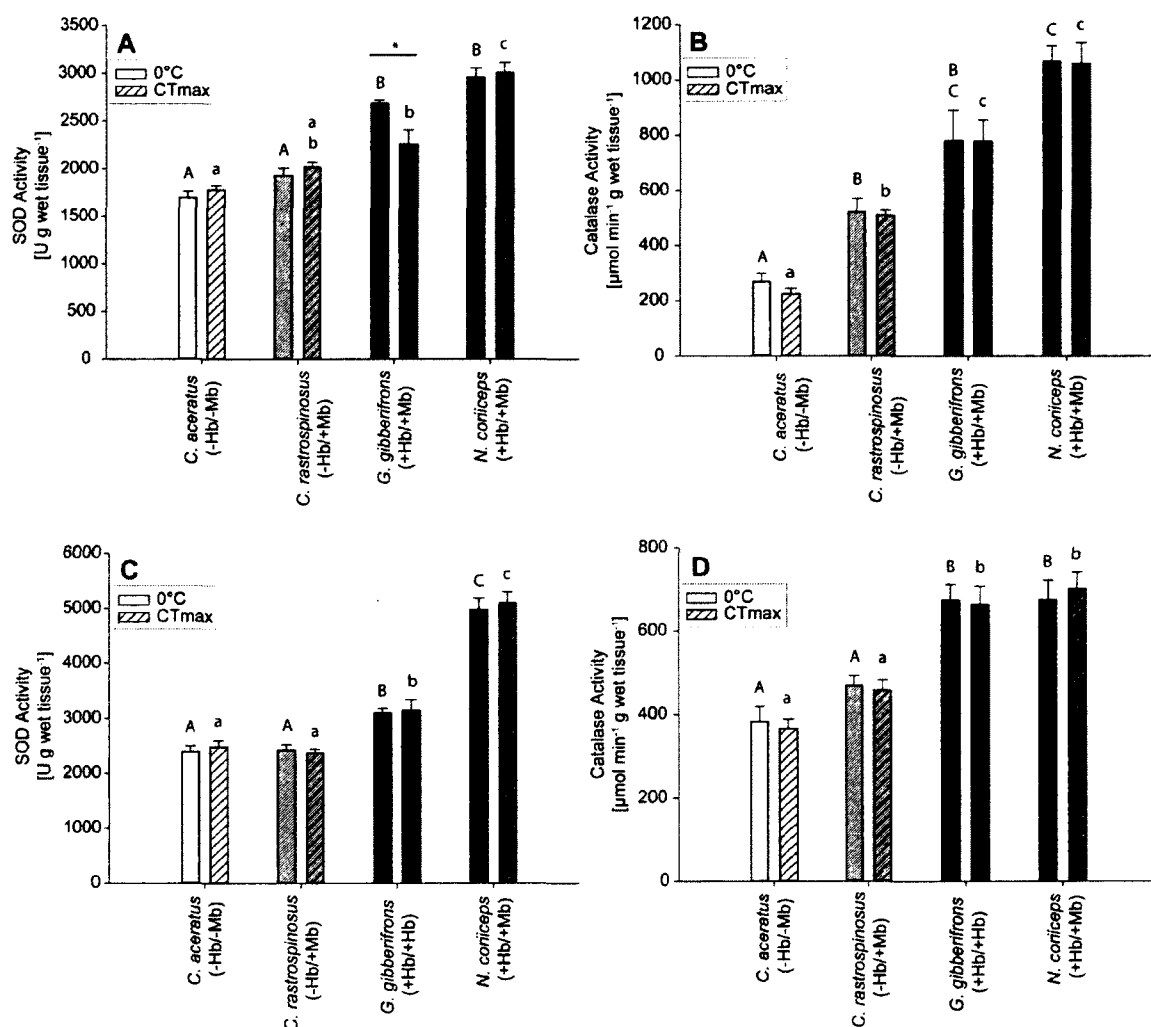 A
0°C
CTmax
SOD Activity
[U g wet tissue⁻¹]
3500
3000
2500
2000
1500
1000
500
0
A
a
A
a
b
*
B
b
B
c
C. aceratus
(-Hb/-Mb)
C. rastrospinosus
(-Hb/+Mb)
G. gibberifrons
(+Hb/+Mb)
N. coriiceps
(+Hb/+Mb)
B
0°C
CTmax
Catalase Activity
[µmol min⁻¹ g wet tissue⁻¹]
1200
1000
800
600
400
200
0
A
a
B
b
B
C
c
C
c
C. aceratus
(-Hb/-Mb)
C. rastrospinosus
(-Hb/+Mb)
G. gibberifrons
(+Hb/+Mb)
N. coriiceps
(+Hb/+Mb)
C
0°C
CTmax
SOD Activity
[U g wet tissue⁻¹]
6000
5000
4000
3000
2000
1000
0
A
a
A
a
B
b
C
c
C. aceratus
(-Hb/-Mb)
C. rastrospinosus
(-Hb/+Mb)
G. gibberifrons
(+Hb/+Hb)
N. coriiceps
(+Hb/+Mb)
D
0°C
CTmax
Catalase Activity
[µmol min⁻¹ g wet tissue⁻¹]
800
600
400
200
0
A
a
A
a
B
b
B
b
C. aceratus
(-Hb/-Mb)
C. rastrospinosus
(-Hb/+Mb)
G. gibberifrons
(+Hb/+Hb)
N. coriiceps
(+Hb/+Mb)